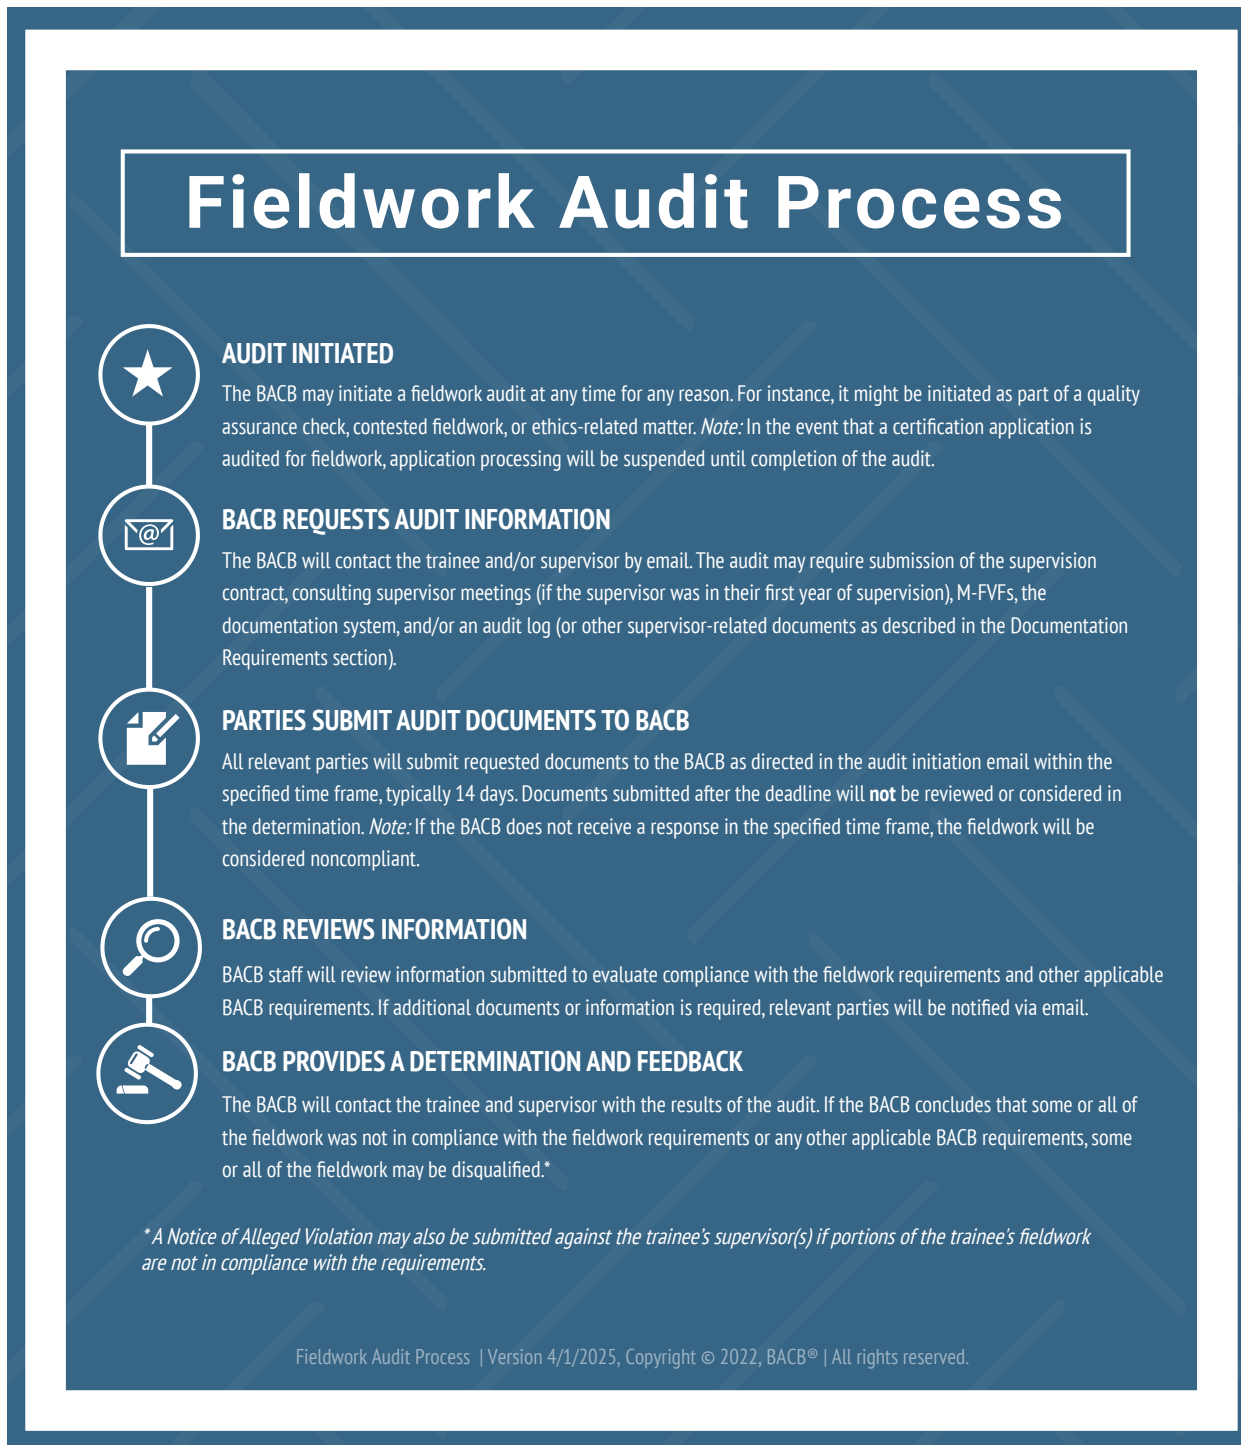 Fieldwork Audit Process
AUDIT INITIATED
The BACB may initiate a fieldwork audit at any time for any reason. For instance, it might be initiated as part of a quality
assurance check, contested fieldwork, or ethics-related matter. Note: In the event that a certification application is
audited for fieldwork, application processing will be suspended until completion of the audit.
@
BACB REQUESTS AUDIT INFORMATION
The BACB will contact the trainee and/or supervisor by email. The audit may require submission of the supervision
contract, consulting supervisor meetings (if the supervisor was in their first year of supervision), M-FVFs, the
documentation system, and/or an audit log (or other supervisor-related documents as described in the Documentation
Requirements section).
PARTIES SUBMIT AUDIT DOCUMENTS TO BACB
All relevant parties will submit requested documents to the BACB as directed in the audit initiation email within the
specified time frame, typically 14 days. Documents submitted after the deadline will not be reviewed or considered in
the determination. Note: If the BACB does not receive a response in the specified time frame, the fieldwork will be
considered noncompliant.
BACB REVIEWS INFORMATION
BACB staff will review information submitted to evaluate compliance with the fieldwork requirements and other applicable
BACB requirements. If additional documents or information is required, relevant parties will be notified via email.
BACB PROVIDES A DETERMINATION AND FEEDBACK
The BACB will contact the trainee and supervisor with the results of the audit. If the BACB concludes that some or all of
the fieldwork was not in compliance with the fieldwork requirements or any other applicable BACB requirements, some
or all of the fieldwork may be disqualified.*
* A Notice of Alleged Violation may also be submitted against the trainee’s supervisor(s) if portions of the trainee's fieldwork
are not in compliance with the requirements.
Fieldwork Audit Process | Version 4/1/2025, Copyright © 2022, BACB® | All rights reserved.